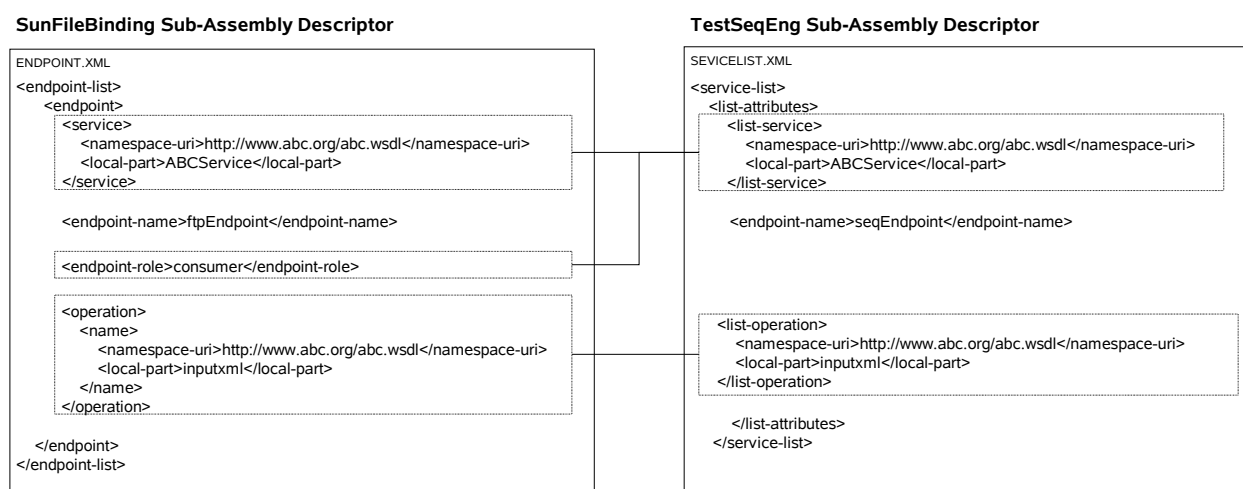 SunFileBinding Sub-Assembly Descriptor
ENDPOINT.XML
<endpoint-list>
<endpoint>
<service>
<namespace-uri>http://www.abc.org/abc.wsdl</namespace-uri>
<local-part>ABCService</local-part>
</service>
<endpoint-name>ftpEndpoint</endpoint-name>
<endpoint-role>consumer</endpoint-role>
<operation>
<name>
<namespace-uri>http://www.abc.org/abc.wsdl</namespace-uri>
<local-part>inputxml</local-part>
</name>
</operation>
</endpoint>
</endpoint-list>
TestSeqEng Sub-Assembly Descriptor
SEVICELIST.XML
<service-list>
<list-attributes>
<list-service>
<namespace-uri>http://www.abc.org/abc.wsdl</namespace-uri>
<local-part>ABCService</local-part>
</list-service>
<endpoint-name>seqEndpoint</endpoint-name>
<list-operation>
<namespace-uri>http://www.abc.org/abc.wsdl</namespace-uri>
<local-part>inputxml</local-part>
</list-operation>
</list-attributes>
</service-list>